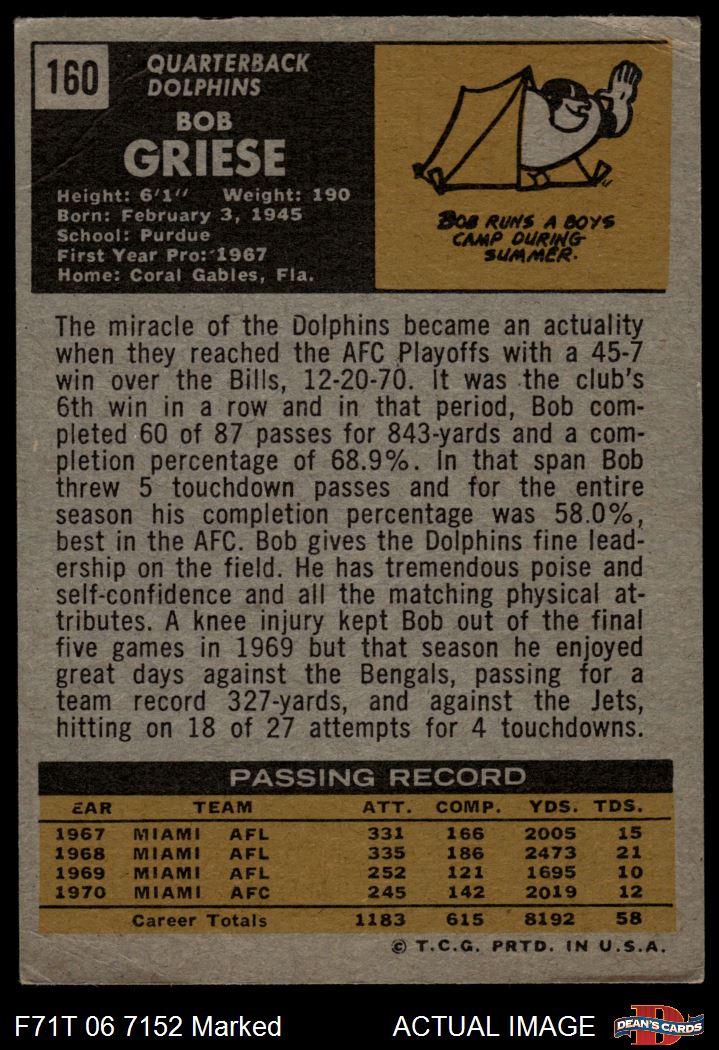 160
QUARTERBACK
DOLPHINS
BOB
GRIESE
Height: 6'1" Weight: 190
Born: February 3, 1945
School: Purdue
First Year Pro: 1967
Home: Coral Gables, Fla.
BOB RUNS A BOYS
CAMP DURING
SUMMER.
The miracle of the Dolphins became an actuality
when they reached the AFC Playoffs with a 45-7
win over the Bills, 12-20-70. It was the club's
6th win in a row and in that period, Bob com-
pleted 60 of 87 passes for 843-yards and a com-
pletion percentage of 68.9%. In that span Bob
threw 5 touchdown passes and for the entire
season his completion percentage was 58.0%,
best in the AFC. Bob gives the Dolphins fine lead-
ership on the field. He has tremendous poise and
self-confidence and all the matching physical at-
tributes. A knee injury kept Bob out of the final
five games in 1969 but that season he enjoyed
great days against the Bengals, passing for a
team record 327-yards, and against the Jets,
hitting on 18 of 27 attempts for 4 touchdowns.
PASSING RECORD
EAR TEAM ATT. COMP. YDS. TDS.
1967 MIAMI AFL 331 166 2005 15
1968 MIAMI AFL 335 186 2473 21
1969 MIAMI AFL 252 121 1695 10
1970 MIAMI AFC 245 142 2019 12
Career Totals 1183 615 8192 58
© T.C.G. PRTD. IN U.S.A.
F71T 06 7152 Marked ACTUAL IMAGE DEAN'S CARDS